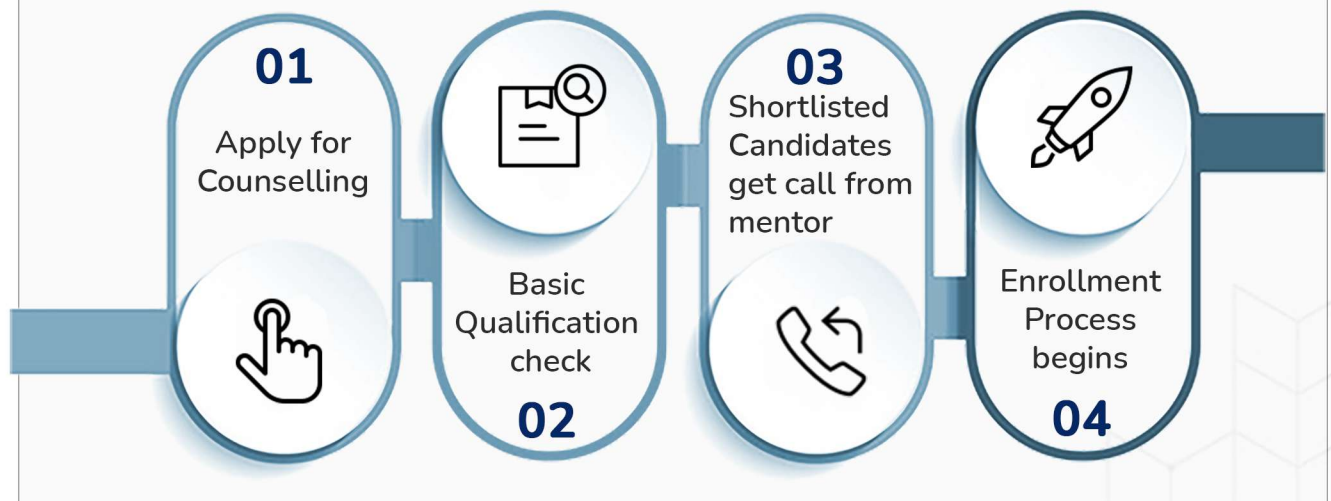 01
Apply for
Counselling
Basic
Qualification
check
02
03
Shortlisted
Candidates
get call from
mentor
Enrollment
Process
begins
04